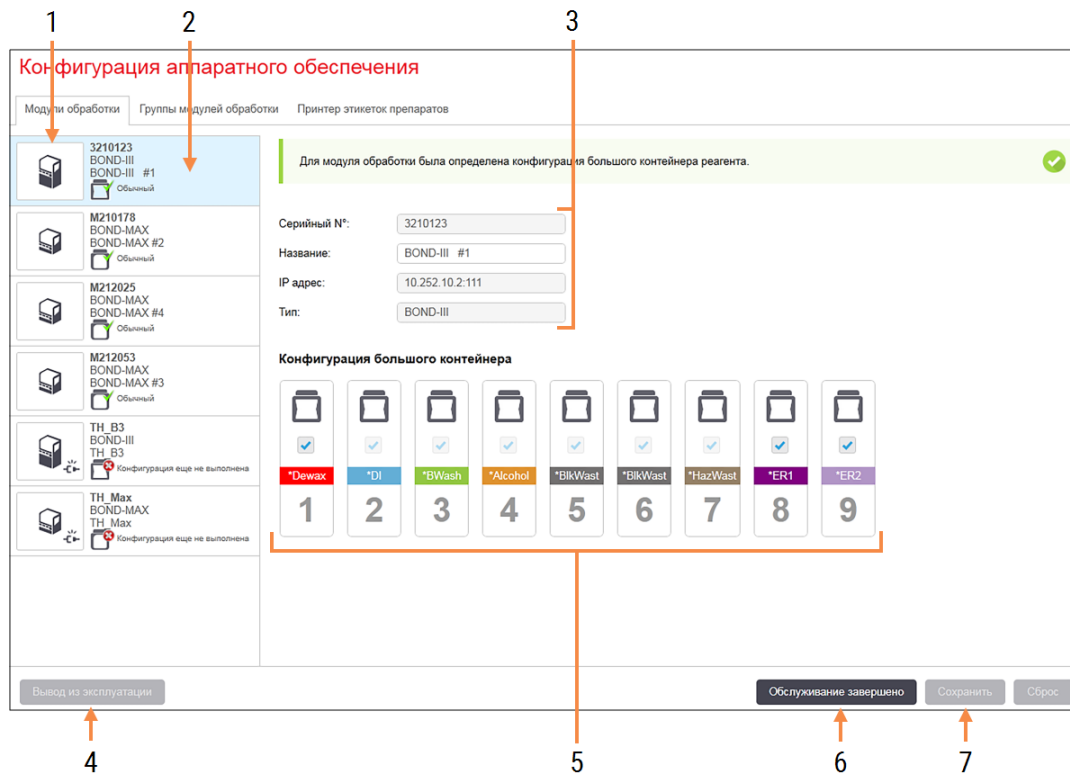 1 2 3
Конфигурация аппаратного обеспечения
Модули обработки Группы модулей обработки Принтер этикеток препаратов
3210123
BOND-III
BOND-III #1
Обычный
M210178
BOND-MAX
BOND-MAX #2
Обычный
M212025
BOND-MAX
BOND-MAX #4
Обычный
M212053
BOND-MAX
BOND-MAX #3
Обычный
TH_B3
BOND-III
TH_B3
Конфигурация еще не выполнена
TH_Max
BOND-MAX
TH_Max
Конфигурация еще не выполнена
Для модуля обработки была определена конфигурация большого контейнера реагента.
Серийный N°: 3210123
Название: BOND-III #1
IP адрес: 10.252.10.2:111
Тип: BOND-III
Конфигурация большого контейнера
*Dewax *DI *BWash *Alcohol *BlkWast *BlkWast *HazWast *ER1 *ER2
1 2 3 4 5 6 7 8 9
Вывод из эксплуатации Обслуживание завершено Сохранить Сброс
4 5 6 7